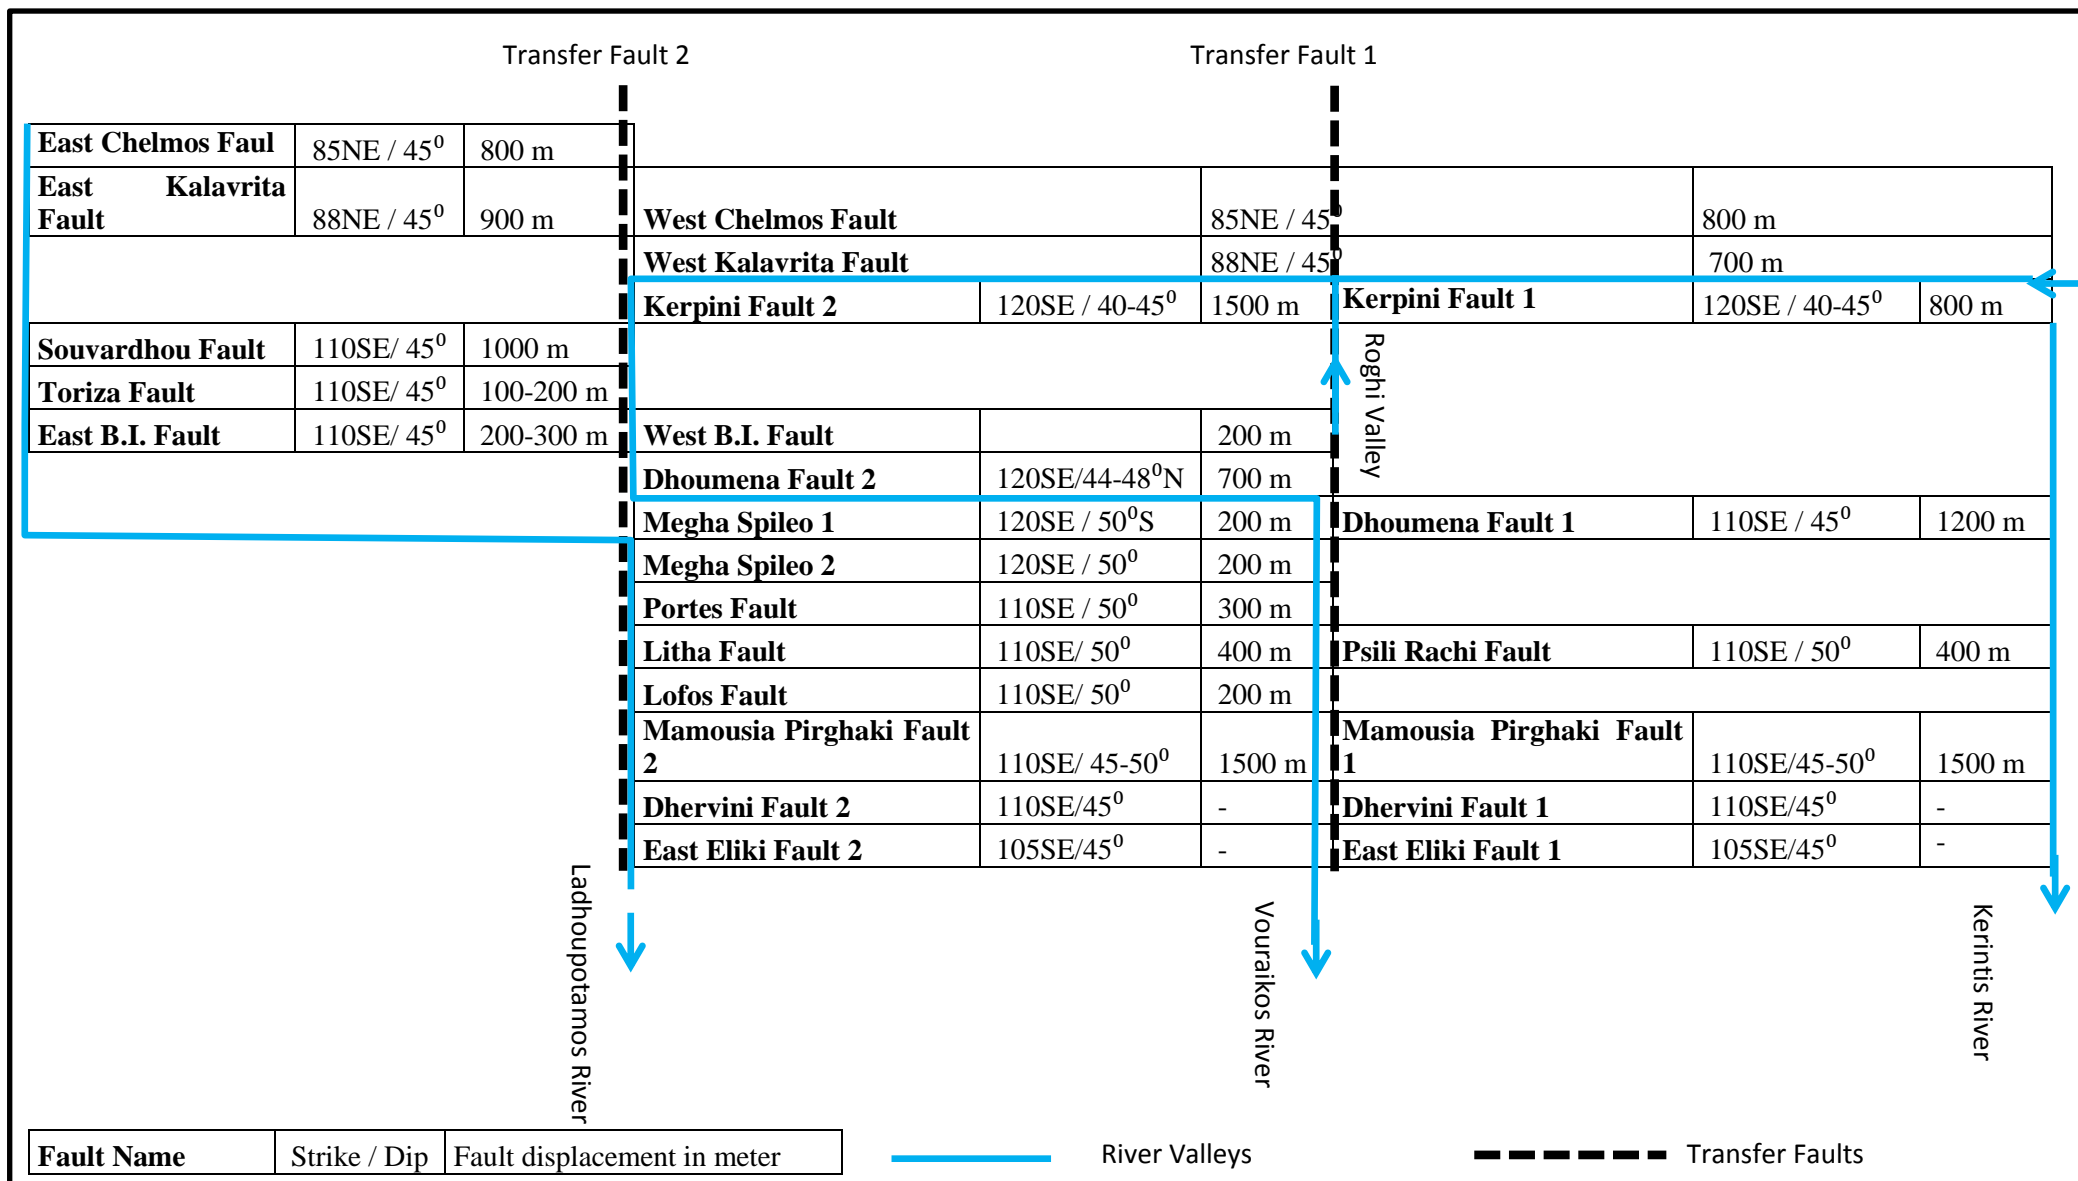 Transfer Fault 2 Transfer Fault 1
East Chelmos Faul 85NE / 45⁰ 800 m
East Kalavrita
Fault 88NE / 45⁰ 900 m West Chelmos Fault 85NE / 45⁰ 800 m
West Kalavrita Fault 88NE / 45⁰ 700 m
Kerpini Fault 2 120SE / 40-45⁰ 1500 m Kerpini Fault 1 120SE / 40-45⁰ 800 m
Souvardhou Fault 110SE/ 45⁰ 1000 m
Toriza Fault 110SE/ 45⁰ 100-200 m
Roghi Valley
East B.I. Fault 110SE/ 45⁰ 200-300 m West B.I. Fault 200 m
Dhoumena Fault 2 120SE/44-48⁰N 700 m
Megha Spileo 1 120SE / 50⁰S 200 m Dhoumena Fault 1 110SE / 45⁰ 1200 m
Megha Spileo 2 120SE / 50⁰ 200 m
Portes Fault 110SE / 50⁰ 300 m
Litha Fault 110SE/ 50⁰ 400 m Psili Rachi Fault 110SE / 50⁰ 400 m
Lofos Fault 110SE/ 50⁰ 200 m
Mamousia Pirghaki Fault Mamousia Pirghaki Fault
2 110SE/ 45-50⁰ 1500 m 1 110SE/45-50⁰ 1500 m
Dhervini Fault 2 110SE/45⁰ - Dhervini Fault 1 110SE/45⁰ -
East Eliki Fault 2 105SE/45⁰ - East Eliki Fault 1 105SE/45⁰ -
Ladhoupotamos River
Vouraikos River
Kerintis River
Fault Name Strike / Dip Fault displacement in meter River Valleys Transfer Faults